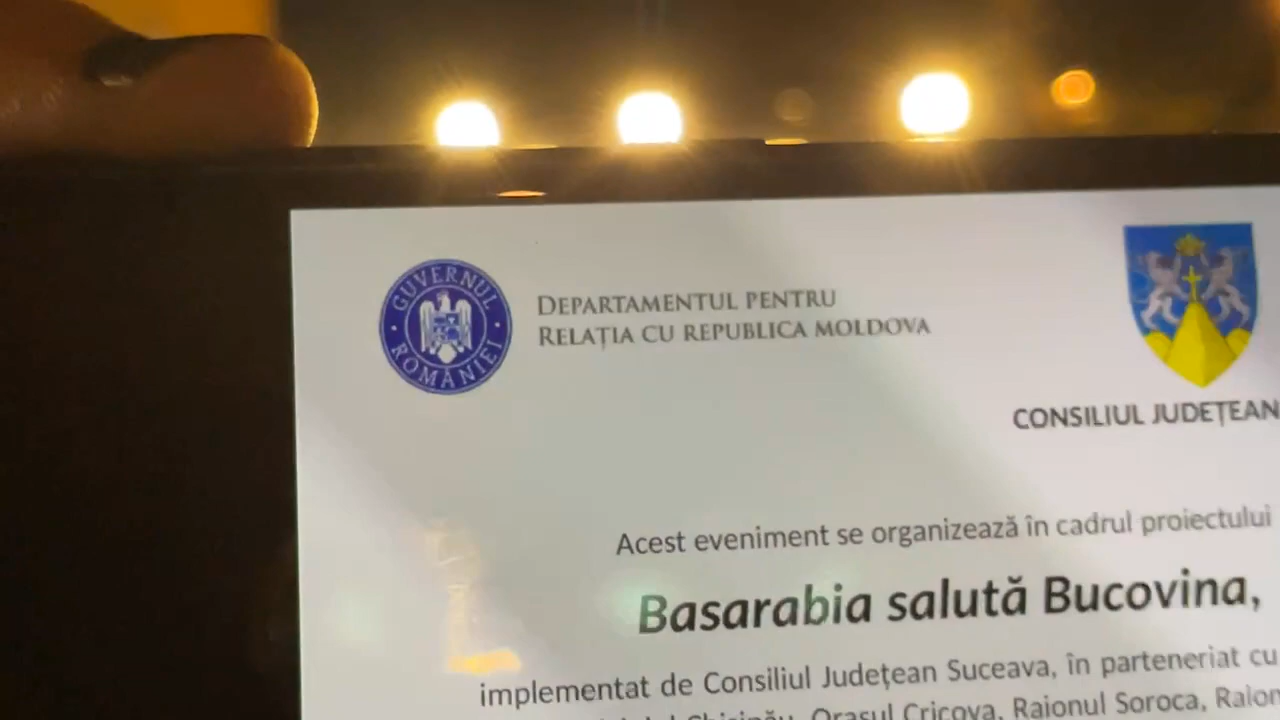 GUVERNUL ROMÂNIEI
DEPARTAMENTUL PENTRU
RELAȚIA CU REPUBLICA MOLDOVA
CONSILIUL JUDEȚEAN
Acest eveniment se organizează în cadrul proiectului
Basarabia salută Bucovina,
implementat de Consiliul Județean Suceava, în parteneriat cu
Chișinău, Orașul Cricova, Raionul Soroca,